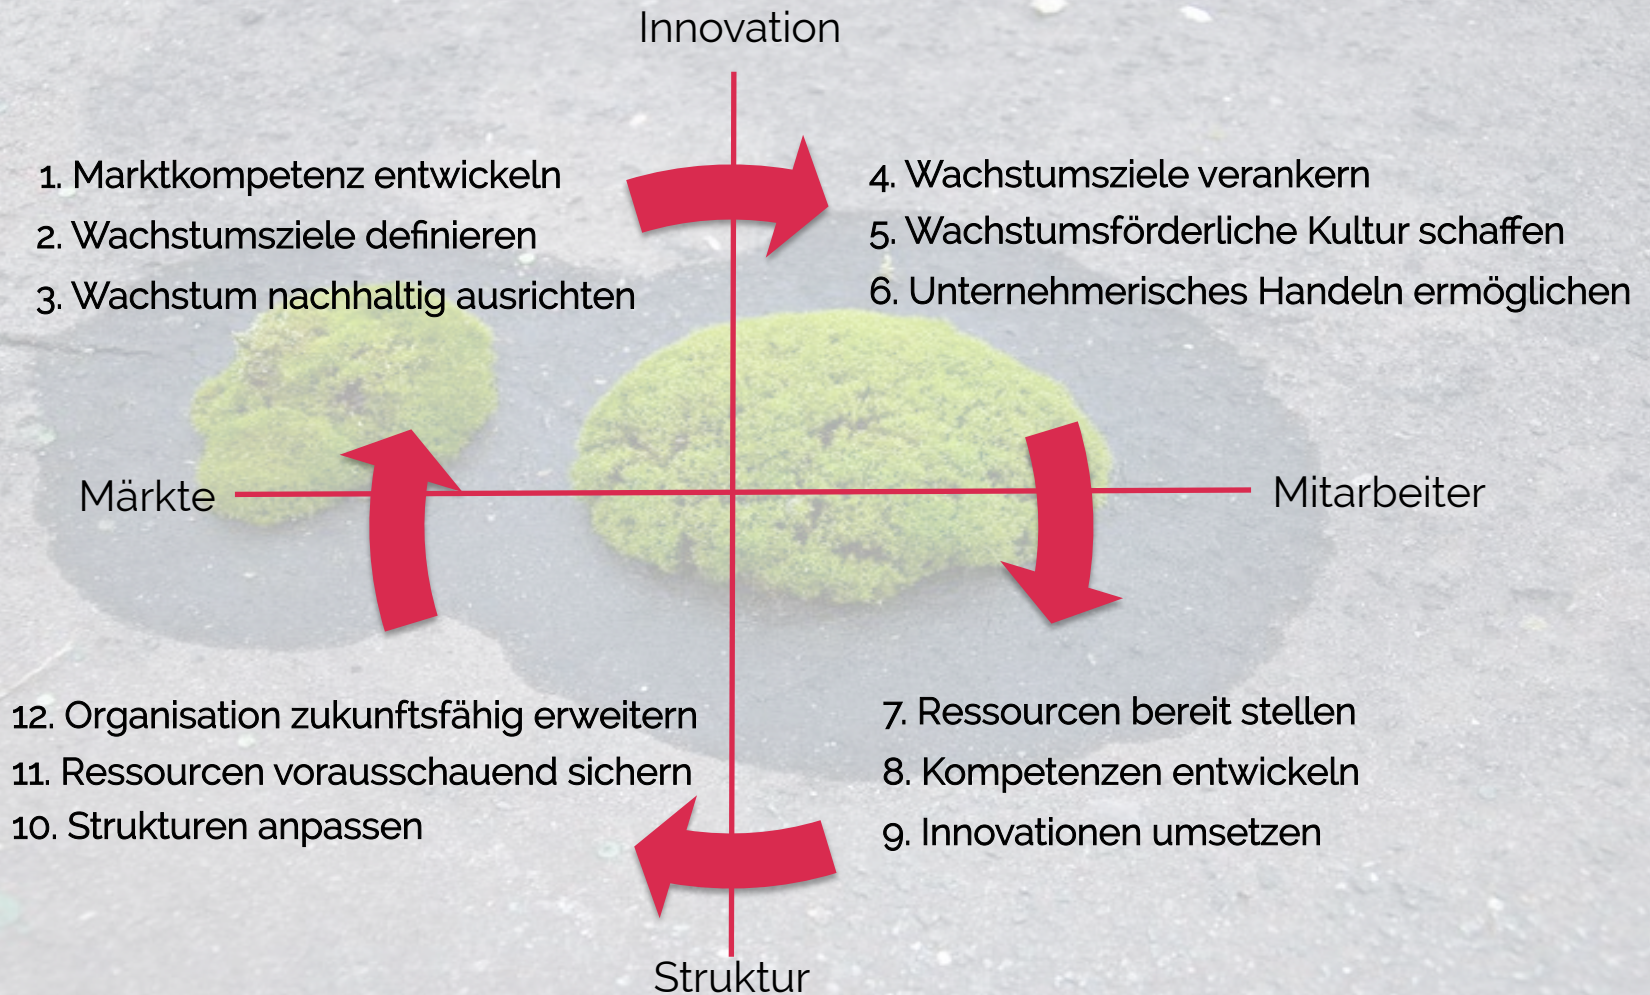 Innovation
1. Marktkompetenz entwickeln
2. Wachstumsziele definieren
3. Wachstum nachhaltig ausrichten
4. Wachstumsziele verankern
5. Wachstumsförderliche Kultur schaffen
6. Unternehmerisches Handeln ermöglichen
Märkte
Mitarbeiter
12. Organisation zukunftsfähig erweitern
11. Ressourcen vorausschauend sichern
10. Strukturen anpassen
7. Ressourcen bereit stellen
8. Kompetenzen entwickeln
9. Innovationen umsetzen
Struktur